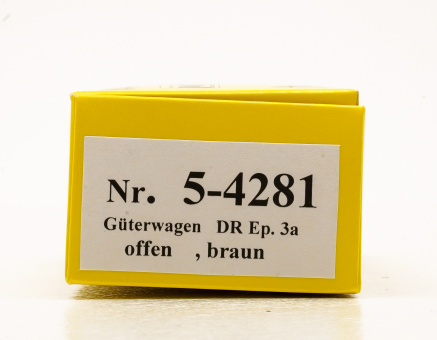 Nr. 5-4281
Güterwagen DR Ep. 3a
offen , braun